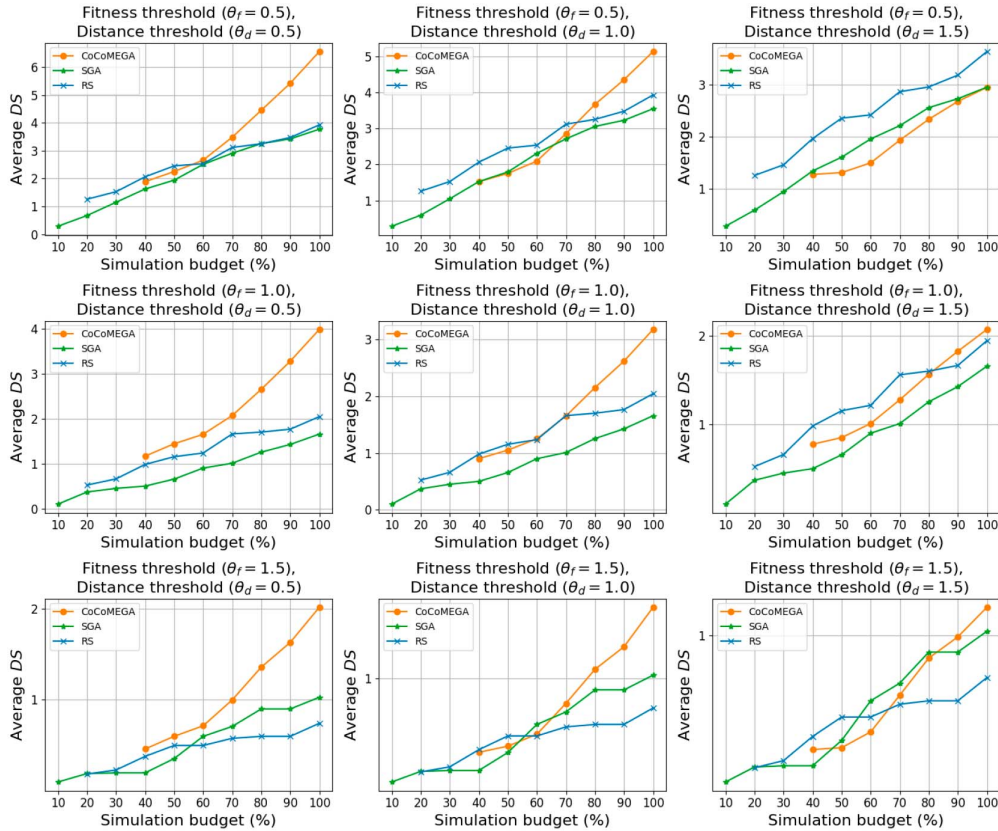 Fitness threshold (θf = 0.5),
Distance threshold (θd = 0.5)
CoCoMEGA
SGA
RS
6
5
4
3
2
1
0
Average DS
10 20 30 40 50 60 70 80 90 100
Simulation budget (%)
Fitness threshold (θf = 0.5),
Distance threshold (θd = 1.0)
CoCoMEGA
SGA
RS
5
4
3
2
1
Average DS
10 20 30 40 50 60 70 80 90 100
Simulation budget (%)
Fitness threshold (θf = 0.5),
Distance threshold (θd = 1.5)
CoCoMEGA
SGA
RS
3
2
1
Average DS
10 20 30 40 50 60 70 80 90 100
Simulation budget (%)
Fitness threshold (θf = 1.0),
Distance threshold (θd = 0.5)
CoCoMEGA
SGA
RS
4
3
2
1
0
Average DS
10 20 30 40 50 60 70 80 90 100
Simulation budget (%)
Fitness threshold (θf = 1.0),
Distance threshold (θd = 1.0)
CoCoMEGA
SGA
RS
3
2
1
0
Average DS
10 20 30 40 50 60 70 80 90 100
Simulation budget (%)
Fitness threshold (θf = 1.0),
Distance threshold (θd = 1.5)
CoCoMEGA
SGA
RS
2
1
Average DS
10 20 30 40 50 60 70 80 90 100
Simulation budget (%)
Fitness threshold (θf = 1.5),
Distance threshold (θd = 0.5)
CoCoMEGA
SGA
RS
2
1
Average DS
10 20 30 40 50 60 70 80 90 100
Simulation budget (%)
Fitness threshold (θf = 1.5),
Distance threshold (θd = 1.0)
CoCoMEGA
SGA
RS
1
Average DS
10 20 30 40 50 60 70 80 90 100
Simulation budget (%)
Fitness threshold (θf = 1.5),
Distance threshold (θd = 1.5)
CoCoMEGA
SGA
RS
1
Average DS
10 20 30 40 50 60 70 80 90 100
Simulation budget (%)